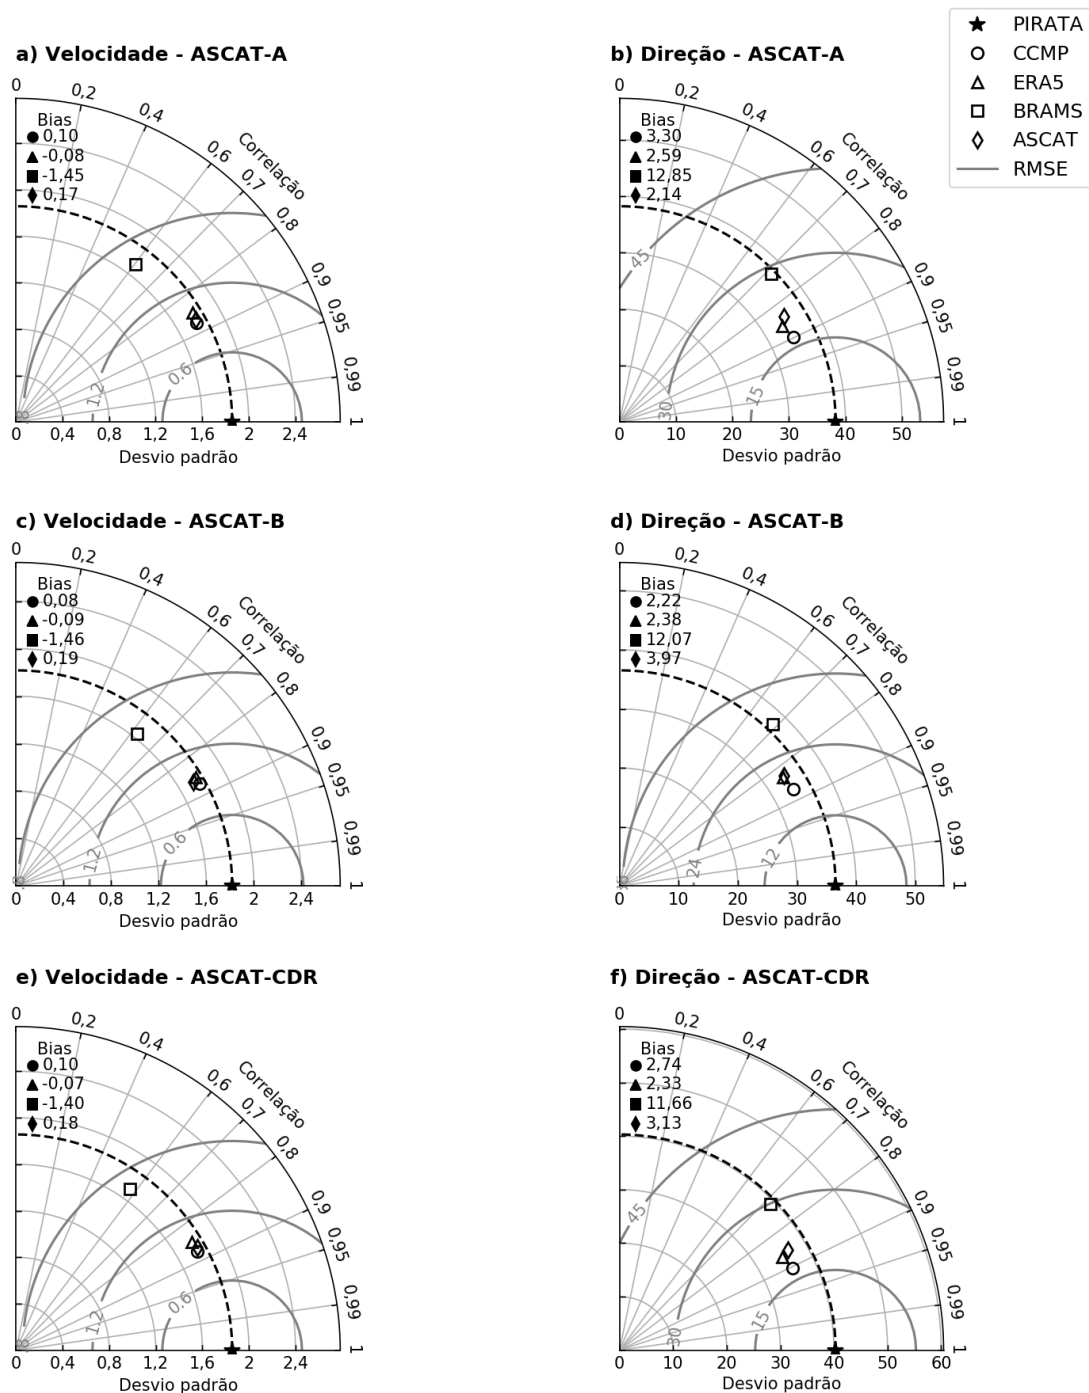 PIRATA
CCMP
ERA5
BRAMS
ASCAT
RMSE
a) Velocidade - ASCAT-A
0
0,2
0,4
0,6
0,7
0,8
0,9
0,95
0,99
1
Correlação
Bias
0,10
-0,08
-1,45
0,17
1.2
0.6
0 0,4 0,8 1,2 1,6 2 2,4
Desvio padrão
b) Direção - ASCAT-A
0
0,2
0,4
0,6
0,7
0,8
0,9
0,95
0,99
1
Correlação
Bias
3,30
2,59
12,85
2,14
45
30
15
0 10 20 30 40 50
Desvio padrão
c) Velocidade - ASCAT-B
0
0,2
0,4
0,6
0,7
0,8
0,9
0,95
0,99
1
Correlação
Bias
0,08
-0,09
-1,46
0,19
1.2
0.6
0 0,4 0,8 1,2 1,6 2 2,4
Desvio padrão
d) Direção - ASCAT-B
0
0,2
0,4
0,6
0,7
0,8
0,9
0,95
0,99
1
Correlação
Bias
2,22
2,38
12,07
3,97
24
12
0 10 20 30 40 50
Desvio padrão
e) Velocidade - ASCAT-CDR
0
0,2
0,4
0,6
0,7
0,8
0,9
0,95
0,99
1
Correlação
Bias
0,10
-0,07
-1,40
0,18
1.2
0.6
0 0,4 0,8 1,2 1,6 2 2,4
Desvio padrão
f) Direção - ASCAT-CDR
0
0,2
0,4
0,6
0,7
0,8
0,9
0,95
0,99
1
Correlação
Bias
2,74
2,33
11,66
3,13
45
30
15
0 10 20 30 40 50 60
Desvio padrão